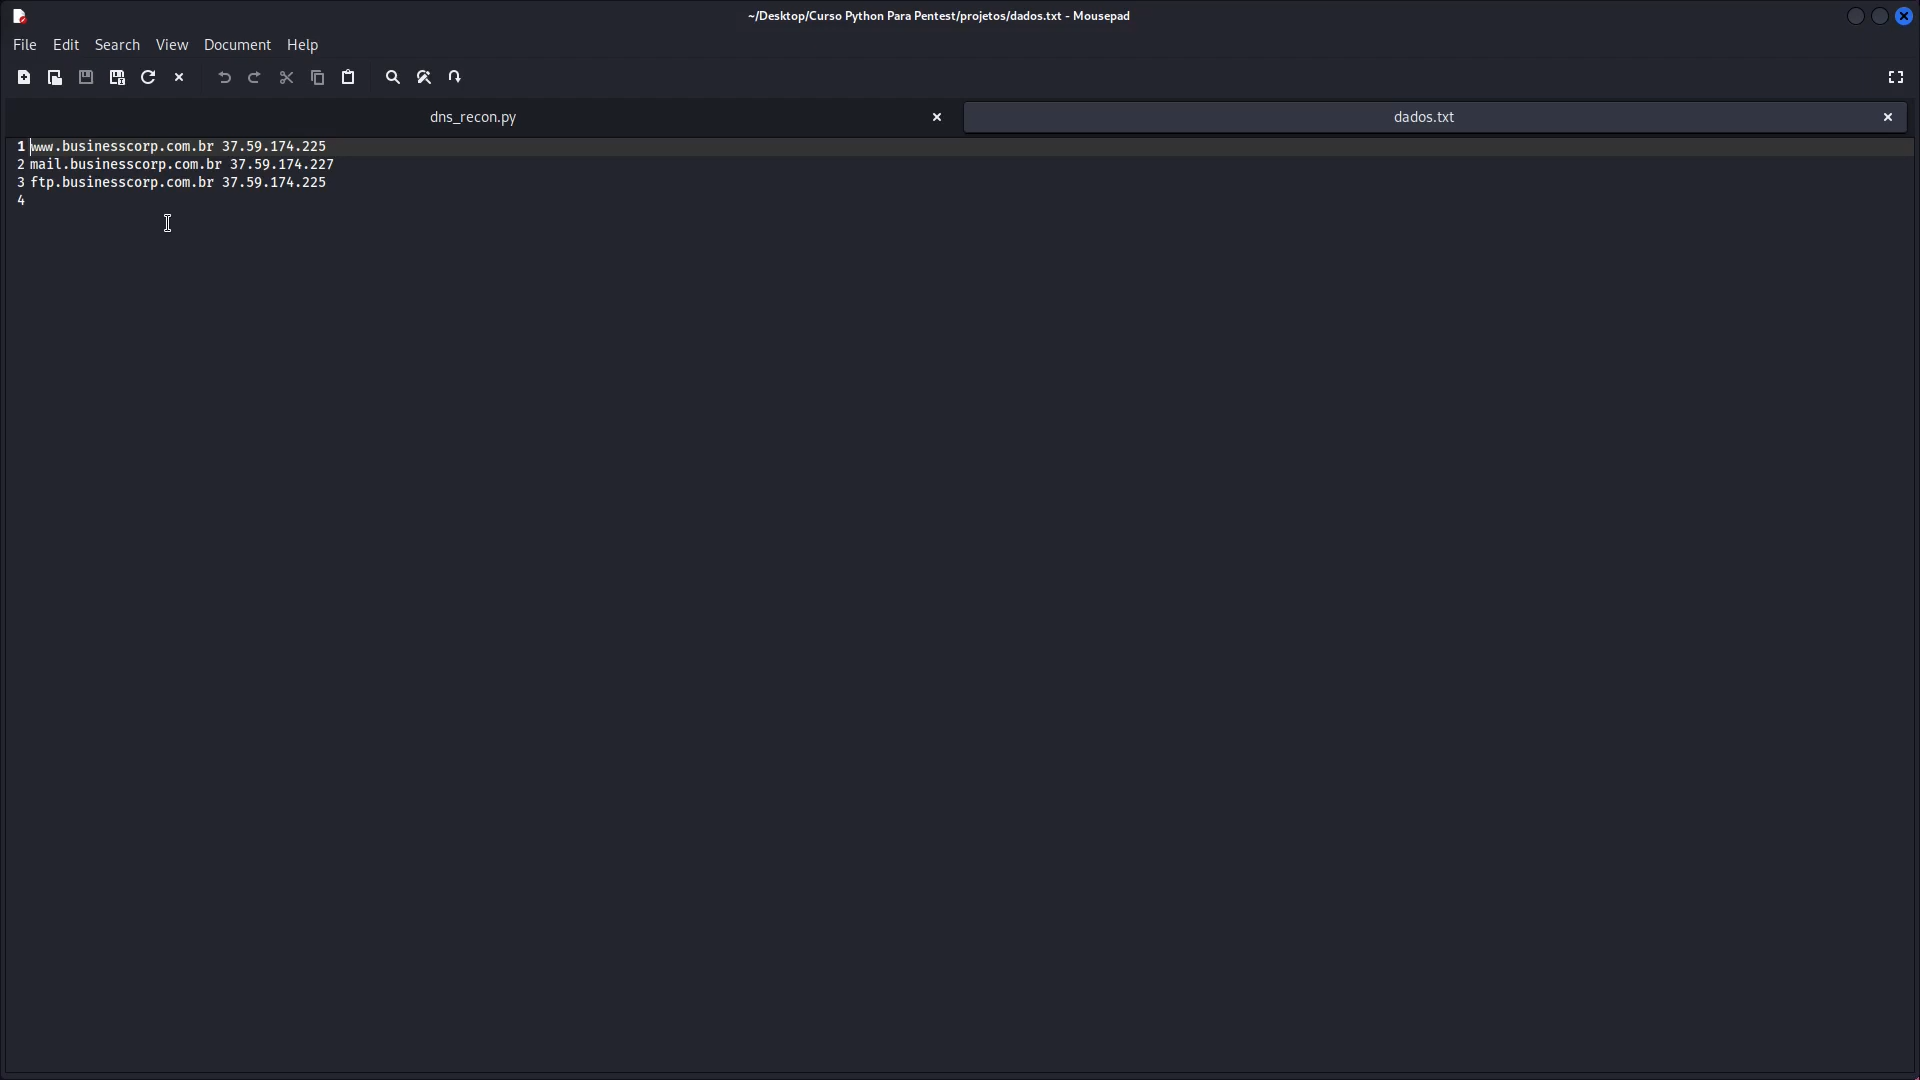 ~/Desktop/Curso Python Para Pentest/projetos/dados.txt - Mousepad
File Edit Search View Document Help
dns_recon.py dados.txt
1 www.businesscorp.com.br 37.59.174.225
2 mail.businesscorp.com.br 37.59.174.227
3 ftp.businesscorp.com.br 37.59.174.225
4